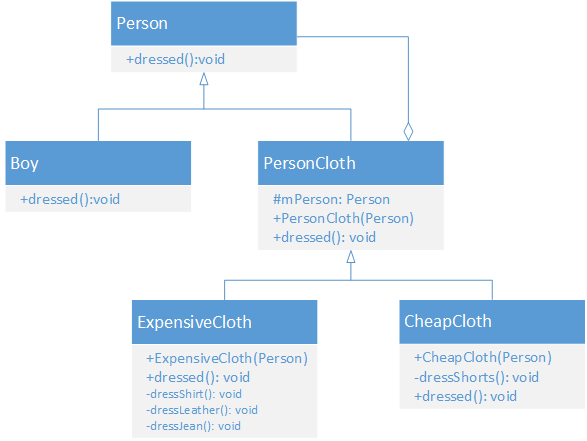 Person
+dressed():void
Boy
+dressed():void
PersonCloth
#mPerson: Person
+PersonCloth(Person)
+dressed(): void
ExpensiveCloth
+ExpensiveCloth(Person)
+dressed(): void
-dressShirt(): void
-dressLeather(): void
-dressJean(): void
CheapCloth
+CheapCloth(Person)
-dressShorts(): void
+dressed(): void